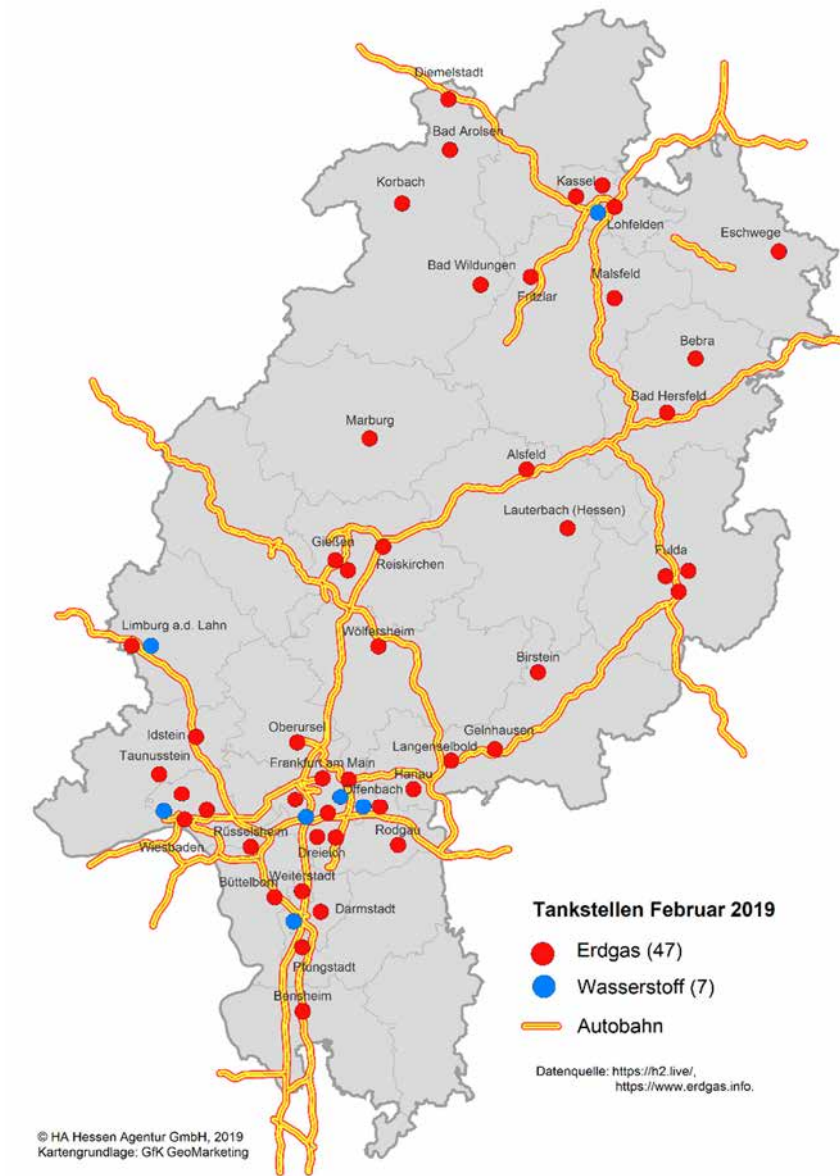 Diemelstadt
Bad Arolsen
Kassel
Korbach
Lohfelden
Eschwege
Bad Wildungen
Malsfeld
Fritzlar
Bebra
Bad Hersfeld
Marburg
Alsfeld
Lauterbach (Hessen)
Gießen
Fulda
Reiskirchen
Limburg a.d. Lahn
Wölfersheim
Birstein
Oberursel
Gelnhausen
Idstein
Langenselbold
Taunusstein
Frankfurt am Main
Hanau
Offenbach
Rüsselsheim
Rodgau
Wiesbaden
Dreieich
Weiterstadt
Büttelborn
Darmstadt
Pfungstadt
Bensheim
Tankstellen Februar 2019
Erdgas (47)
Wasserstoff (7)
Autobahn
Datenquelle: https://h2.live/,
https://www.erdgas.info.
© HA Hessen Agentur GmbH, 2019
Kartengrundlage: GfK GeoMarketing